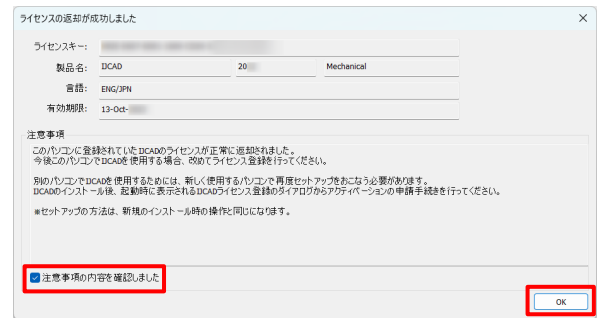 ライセンスの返却が成功しました
ライセンスキー:
製品名: IJCAD 20 Mechanical
言語: ENG/JPN
有効期限: 13-Oct-
注意事項
このパソコンに登録されていたIJCADのライセンスが正常に返却されました。
今後このパソコンでIJCADを使用する場合、改めてライセンス登録を行ってください。
別のパソコンでIJCADを使用するためには、新しく使用するパソコンで再度セットアップをおこなう必要があります。
IJCADのインストール後、起動時に表示されるIJCADライセンス登録のダイアログからアクティベーションの申請手続きを行ってください。
※セットアップの方法は、新規のインストール時の操作と同じになります。
注意事項の内容を確認しました
OK